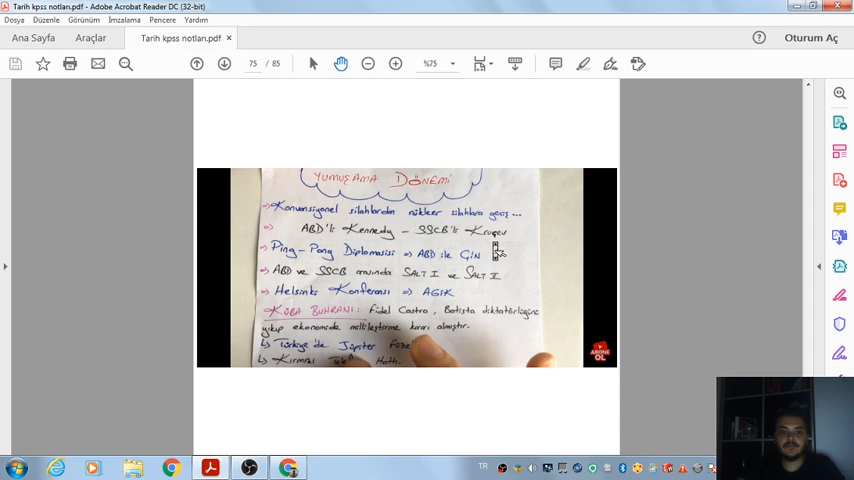 Tarih kpss notları.pdf - Adobe Acrobat Reader DC (32-bit)
Dosya Düzenle Görünüm İmzalama Pencere Yardım
Ana Sayfa Araçlar Tarih kpss notları.pdf × Oturum Aç
75 / 85 %75
YUMUŞAMA DÖNEMİ
⇒ Konvansiyonel silahlardan nükleer silahlara geçiş...
⇒ ABD'li Kennedy - SSCB'li Kruşev
⇒ Ping-Pong Diplomasisi ⇒ ABD ile ÇİN
⇒ ABD ve SSCB arasında SALT I ve SALT II
⇒ Helsinki Konferansı ⇒ AGİK
KÜBA BUHRANI: Fidel Castro, Batista diktatörlüğünü
yıkıp ekonomide millileştirme kararı almıştır.
↳ Türkiye'de Jüpiter Füze
↳ Kırmızı Hattı.
ABONE
OL
TR